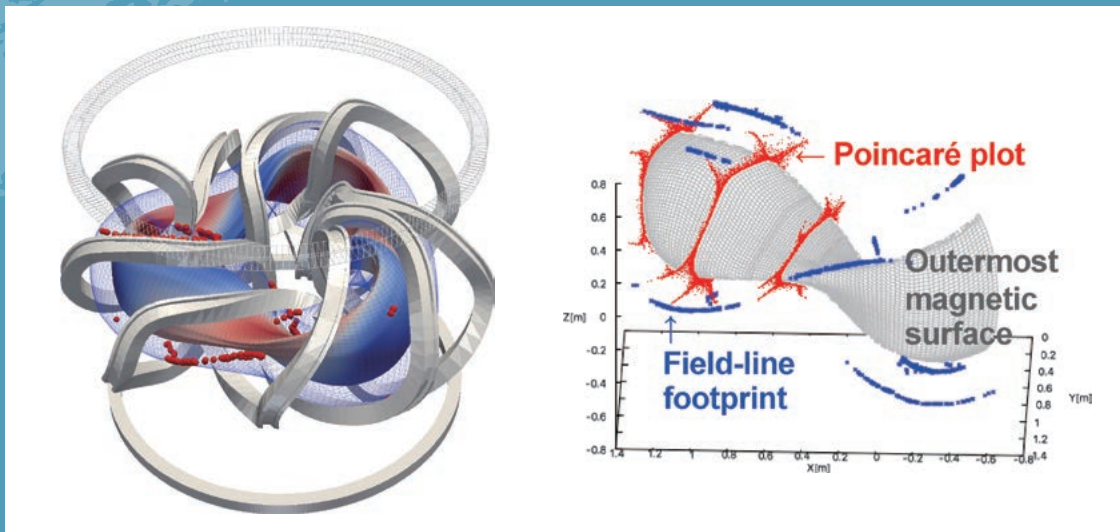 ← Poincaré plot
0.8
0.6
0.4
0.2
Z[m]
0
-0.2
-0.4
-0.6
-0.8
Outermost
magnetic
surface
↑
Field-line
footprint
0
0.2
0.4
0.6
0.8
Y[m]
1
1.2
1.4
1.4 1.2 1 0.8 0.6 0.4 0.2 0 -0.2 -0.4 -0.6 -0.8
X[m]